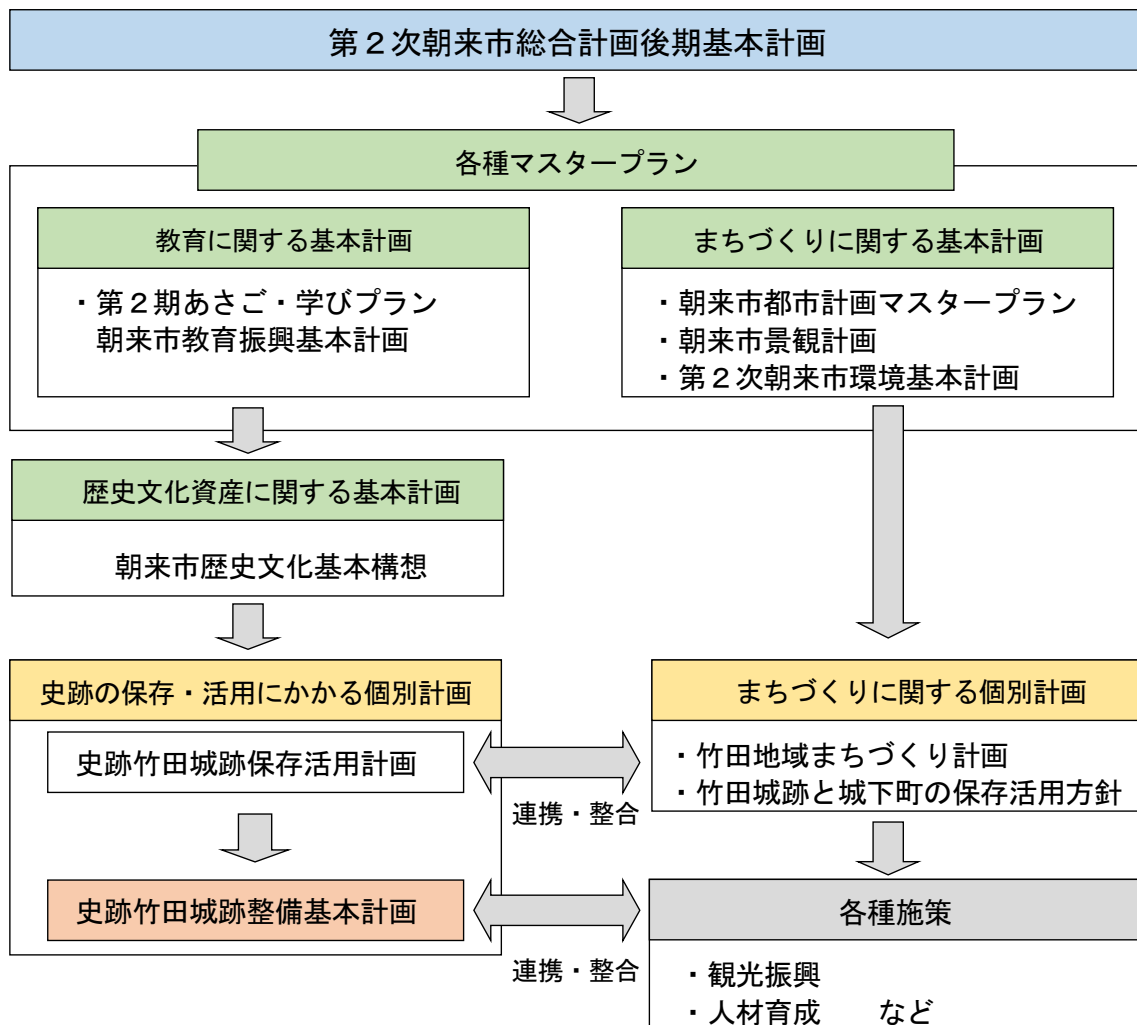 第２次朝来市総合計画後期基本計画
各種マスタープラン
教育に関する基本計画
・第２期あさご・学びプラン
朝来市教育振興基本計画
まちづくりに関する基本計画
・朝来市都市計画マスタープラン
・朝来市景観計画
・第２次朝来市環境基本計画
歴史文化資産に関する基本計画
朝来市歴史文化基本構想
史跡の保存・活用にかかる個別計画
史跡竹田城跡保存活用計画
史跡竹田城跡整備基本計画
連携・整合
連携・整合
まちづくりに関する個別計画
・竹田地域まちづくり計画
・竹田城跡と城下町の保存活用方針
各種施策
・観光振興
・人材育成　　など